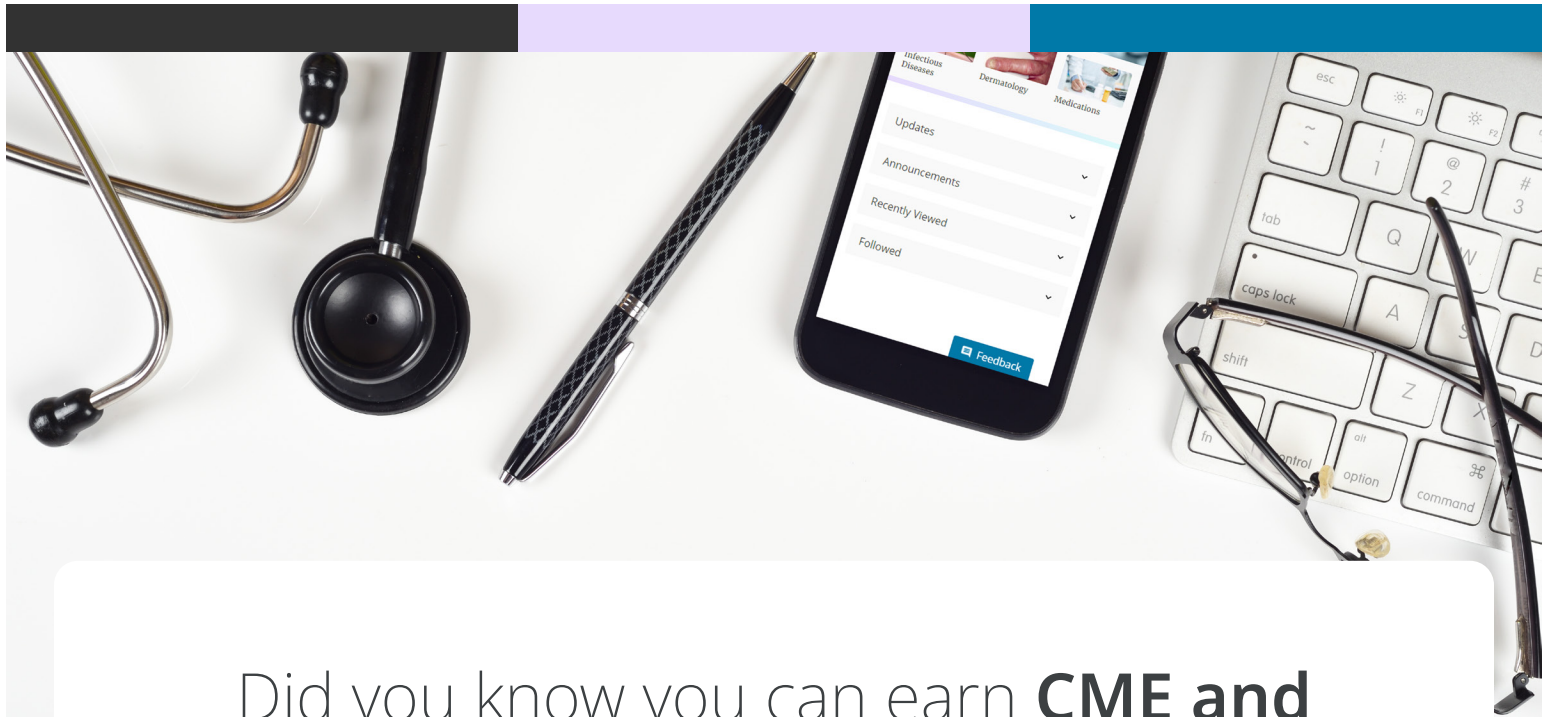 Infectious
Diseases
Dermatology
Medications
Updates
Announcements
Recently Viewed
Followed
Feedback
esc
F1
F2
~
`
!
1
@
2
#
3
tab
Q
W
E
caps lock
A
S
D
shift
Z
X
fn
control
alt
option
⌘
command
Did you know you can earn CME and